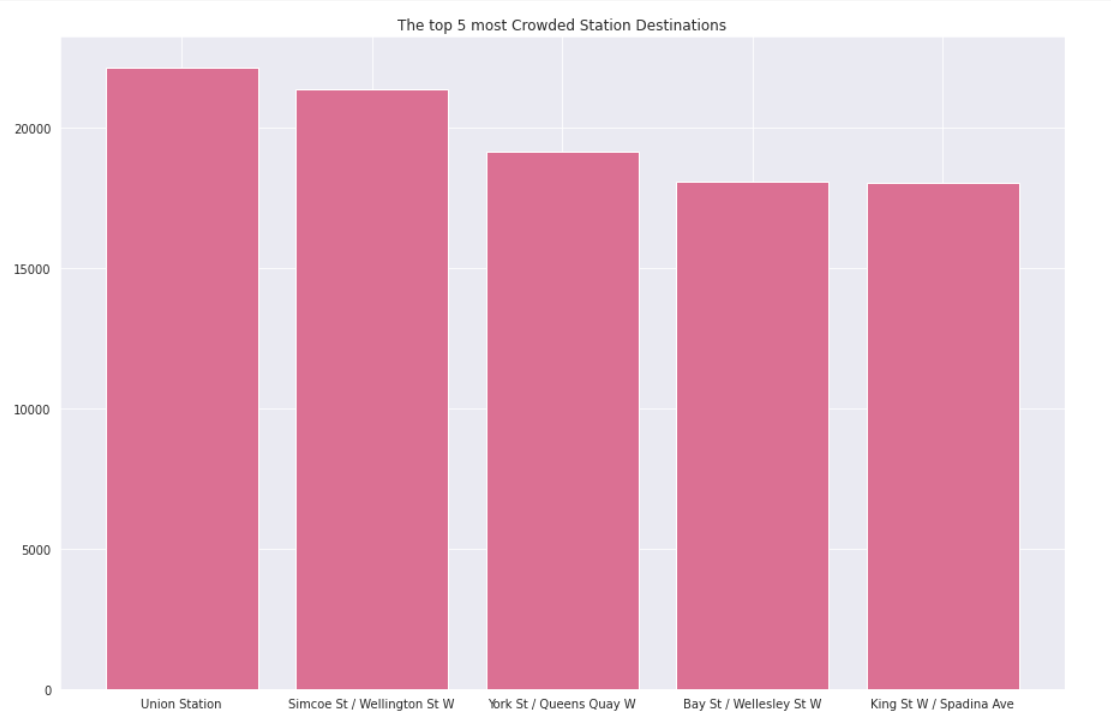 The top 5 most Crowded Station Destinations
20000
15000
10000
5000
0
Union Station
Simcoe St / Wellington St W
York St / Queens Quay W
Bay St / Wellesley St W
King St W / Spadina Ave